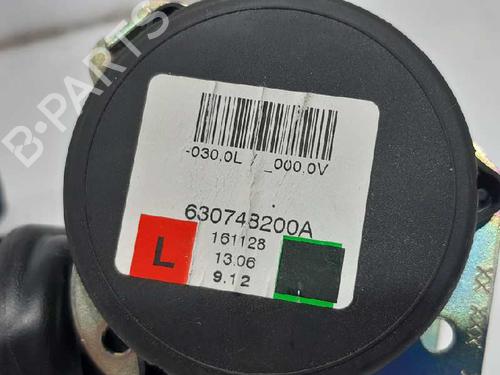 B-PARTS
-030.0L / _000.0V
630748200A
161128
L
13.06
9.12